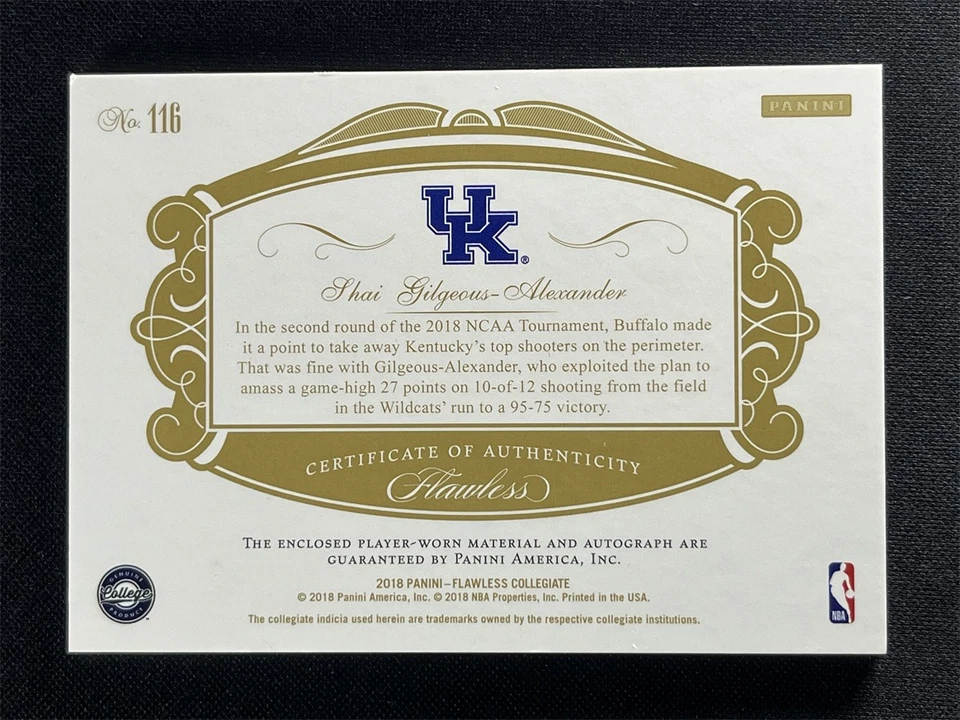 No. 116
PANINI
UK®
Shai Gilgeous-Alexander
In the second round of the 2018 NCAA Tournament, Buffalo made
it a point to take away Kentucky's top shooters on the perimeter.
That was fine with Gilgeous-Alexander, who exploited the plan to
amass a game-high 27 points on 10-of-12 shooting from the field
in the Wildcats' run to a 95-75 victory.
CERTIFICATE OF AUTHENTICITY
Flawless
THE ENCLOSED PLAYER-WORN MATERIAL AND AUTOGRAPH ARE
GUARANTEED BY PANINI AMERICA, INC.
2018 PANINI–FLAWLESS COLLEGIATE
© 2018 Panini America, Inc. © 2018 NBA Properties, Inc. Printed in the USA.
The collegiate indicia used herein are trademarks owned by the respective collegiate institutions.
GENUINE
College
PRODUCT
NBA